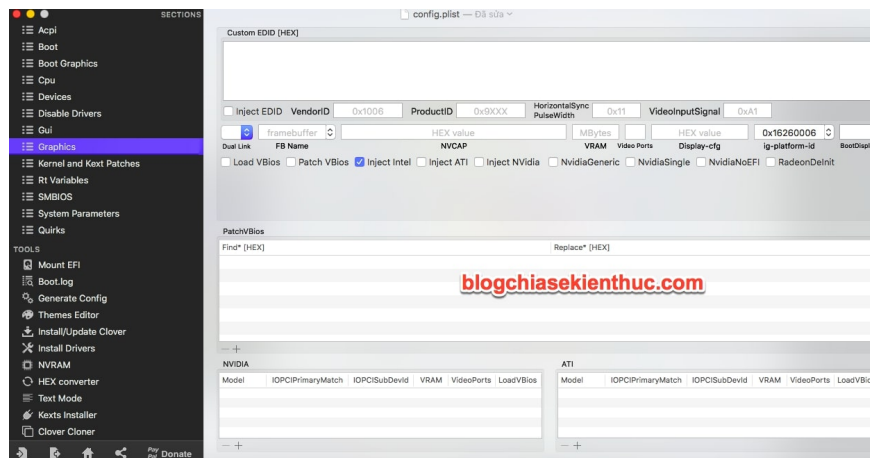 SECTIONS
config.plist — Đã sửa
Acpi
Boot
Boot Graphics
Cpu
Devices
Disable Drivers
Gui
Graphics
Kernel and Kext Patches
Rt Variables
SMBIOS
System Parameters
Quirks
TOOLS
Mount EFI
Boot.log
Generate Config
Themes Editor
Install/Update Clover
Install Drivers
NVRAM
HEX converter
Text Mode
Kexts Installer
Clover Cloner
Pay Pal Donate
Custom EDID [HEX]
Inject EDID VendorID 0x1006 ProductID 0x9XXX HorizontalSync PulseWidth 0x11 VideoInputSignal 0xA1
framebuffer HEX value MBytes HEX value 0x16260006
Dual Link FB Name NVCAP VRAM Video Ports Display-cfg ig-platform-id BootDispl
Load VBios Patch VBios Inject Intel Inject ATI Inject NVidia NvidiaGeneric NvidiaSingle NvidiaNoEFI RadeonDeInit
PatchVBios
Find* [HEX] Replace* [HEX]
blogchiasekienthuc.com
NVIDIA
Model IOPCIPrimaryMatch IOPCISubDevId VRAM VideoPorts LoadVBios
ATI
Model IOPCIPrimaryMatch IOPCISubDevId VRAM VideoPorts LoadVBio